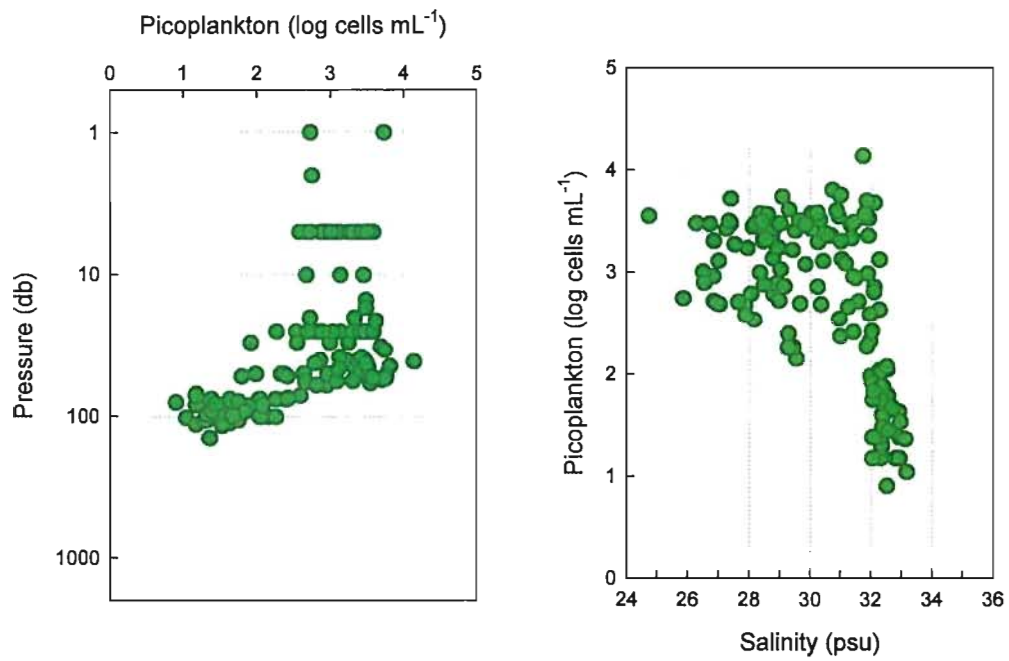 Picoplankton (log cells mL⁻¹)
0 1 2 3 4 5
1
10
100
1000
Pressure (db)
5
4
3
2
1
0
Picoplankton (log cells mL⁻¹)
24 26 28 30 32 34 36
Salinity (psu)